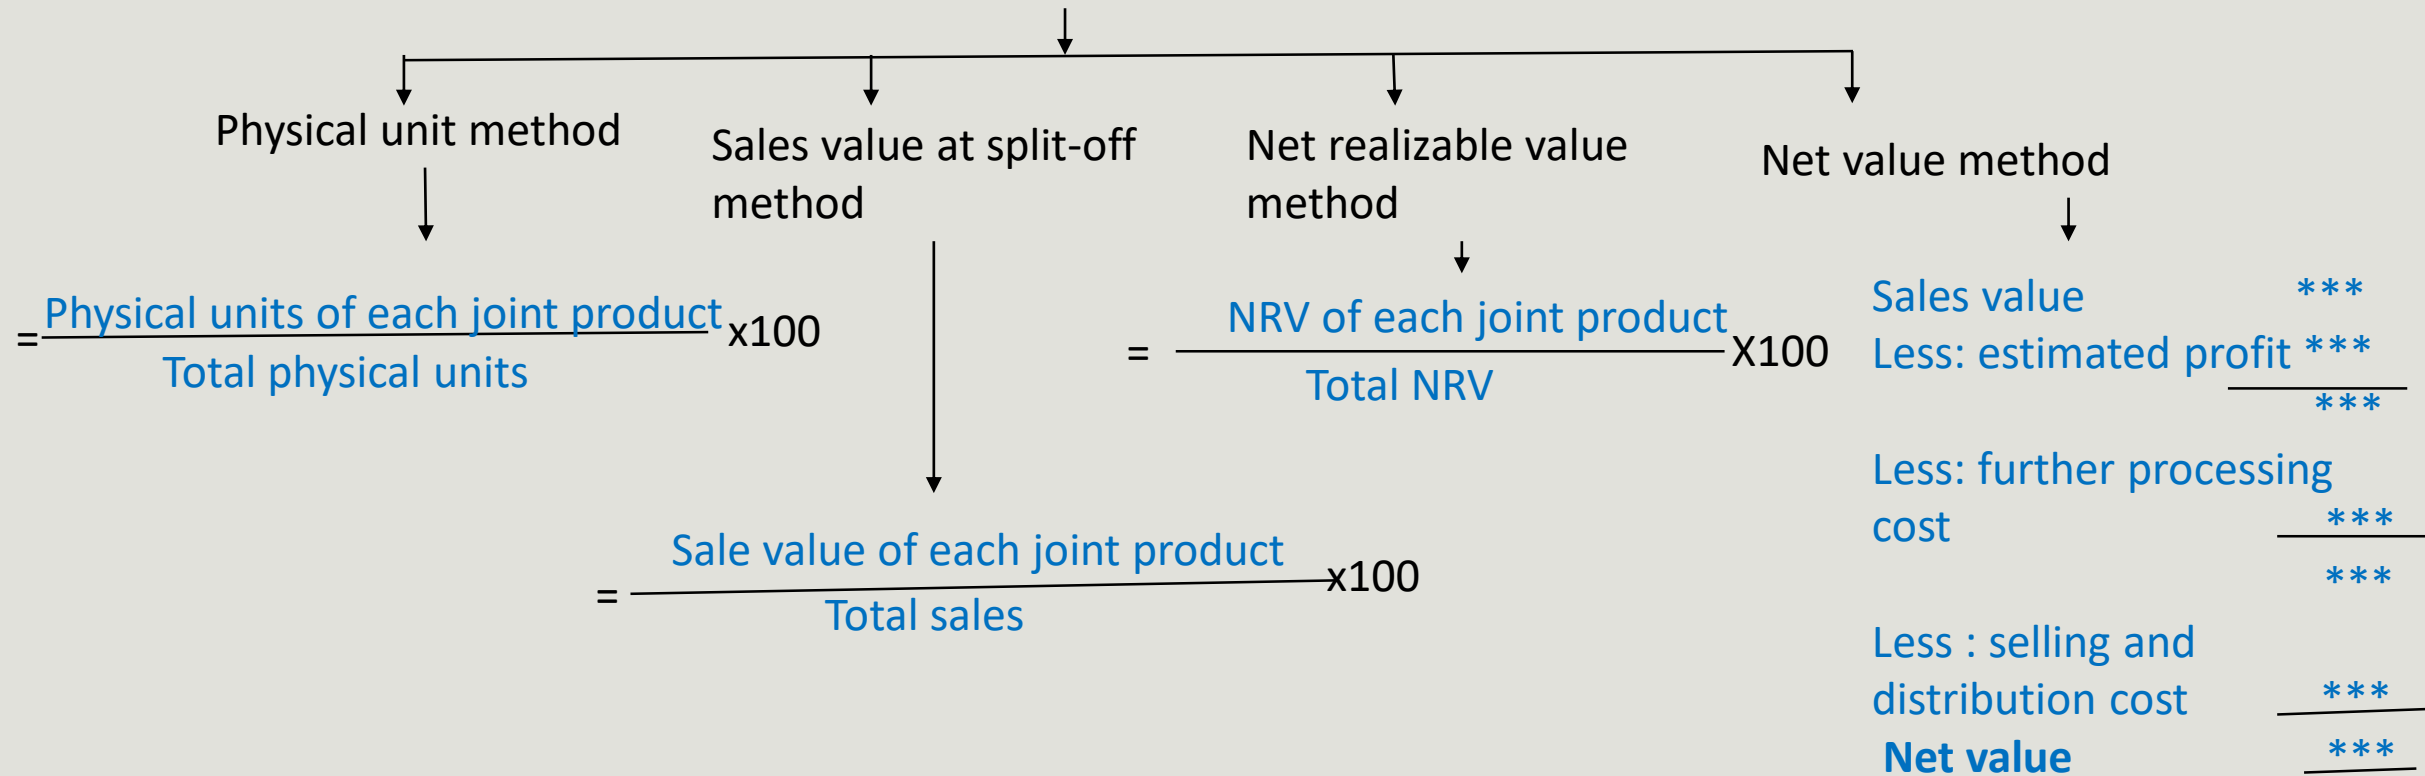 Physical unit method
Sales value at split-off
method
Net realizable value
method
Net value method
= Physical units of each joint product x100
Total physical units
= Sale value of each joint product x100
Total sales
= NRV of each joint product X100
Total NRV
Sales value ***
Less: estimated profit ***
***
Less: further processing
cost ***
***
Less : selling and
distribution cost ***
Net value ***